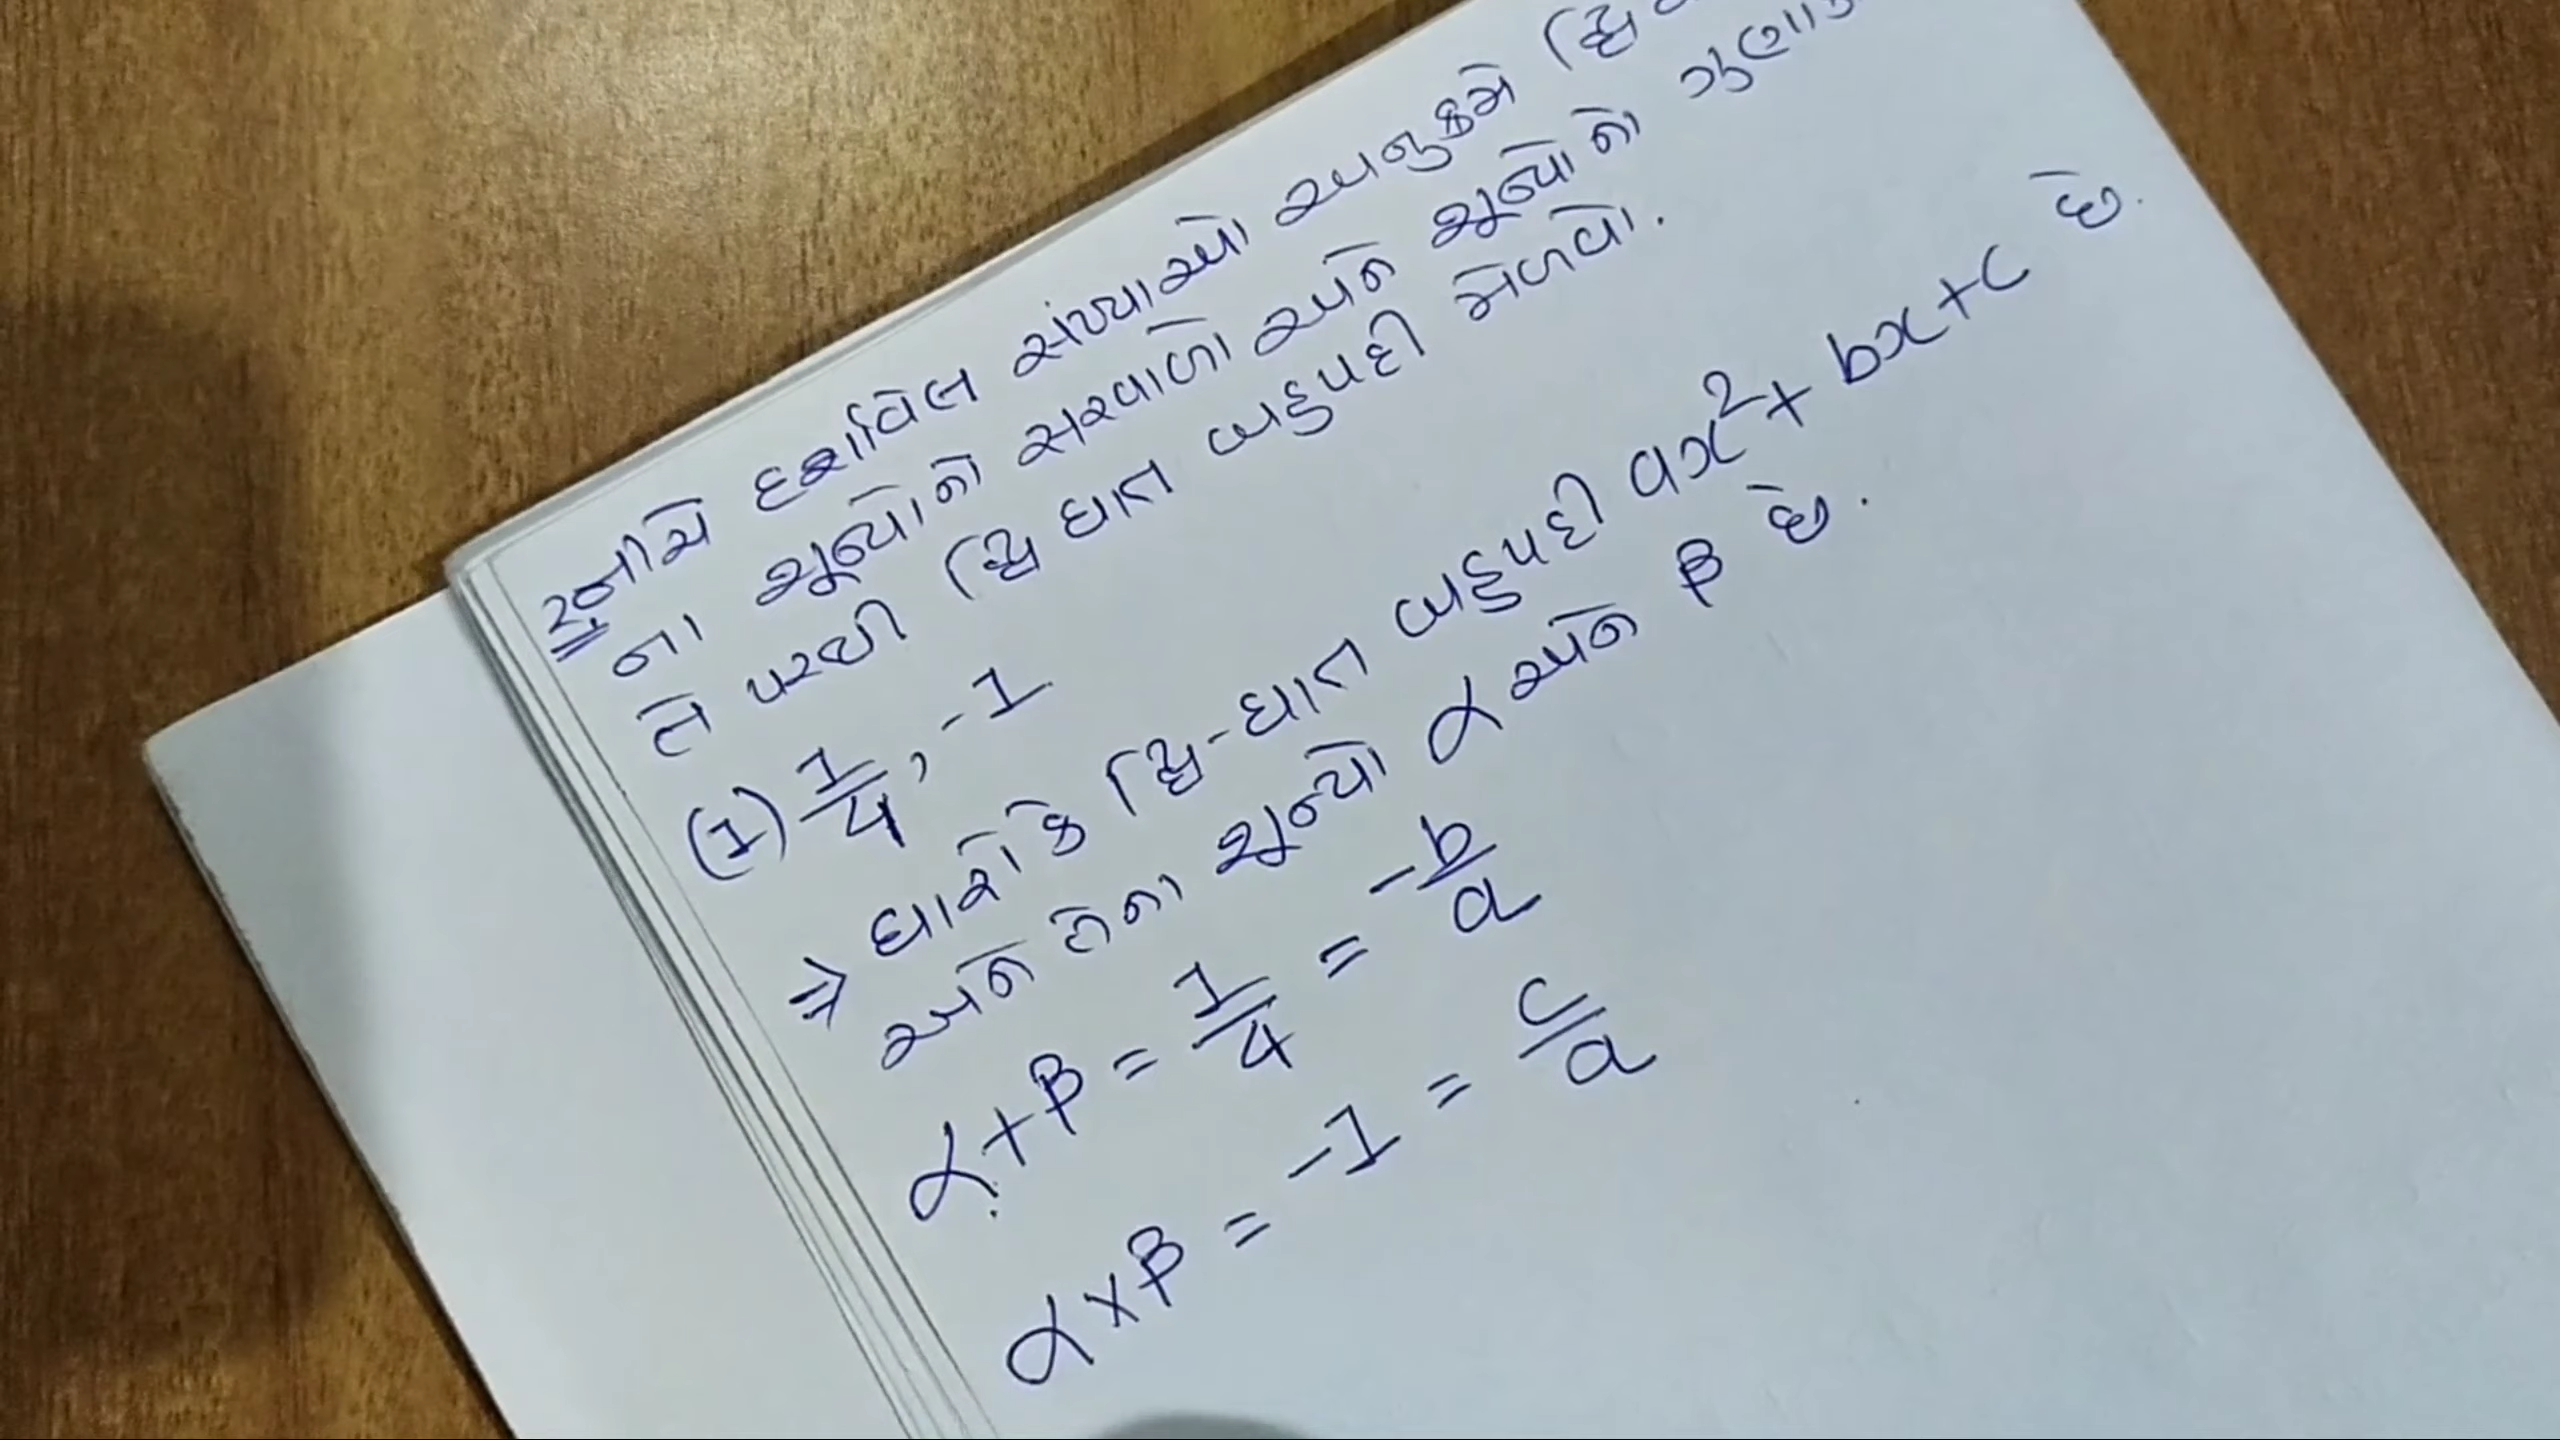 2. નીચે દર્શાવેલ સંખ્યાઓ અનુક્રમે
ના શૂન્યોનો સરવાળો અને શૂન્યોનો
તે પરથી દ્વિઘાત બહુપદી મેળવો.
(1) 1/4, -1
⇒ ધારો કે દ્વિ-ઘાત બહુપદી ax² + bx + c છે.
અને તેના શૂન્યો α અને β છે.
α + β = 1/4 = -b/a
α × β = -1 = c/a